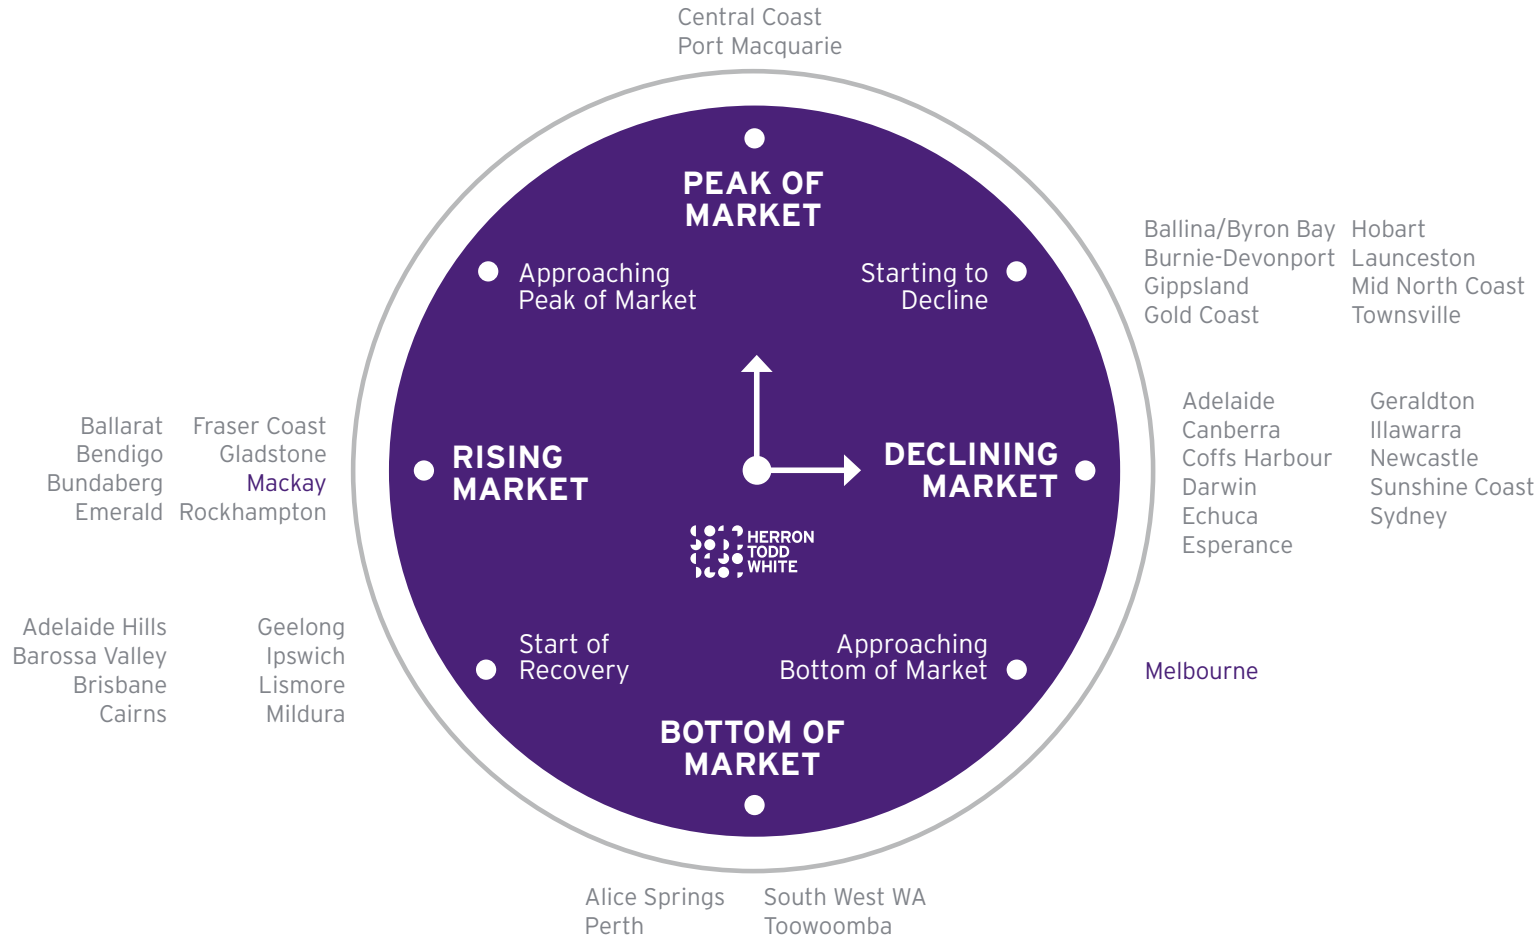 Central Coast
Port Macquarie
PEAK OF
MARKET
Approaching
Peak of Market
Starting to
Decline
Ballina/Byron Bay Hobart
Burnie-Devonport Launceston
Gippsland Mid North Coast
Gold Coast Townsville
Ballarat Fraser Coast
Bendigo Gladstone
Bundaberg Mackay
Emerald Rockhampton
RISING
MARKET
DECLINING
MARKET
Adelaide Geraldton
Canberra Illawarra
Coffs Harbour Newcastle
Darwin Sunshine Coast
Echuca Sydney
Esperance
HERRON
TODD
WHITE
Adelaide Hills Geelong
Barossa Valley Ipswich
Brisbane Lismore
Cairns Mildura
Start of
Recovery
Approaching
Bottom of Market
Melbourne
BOTTOM OF
MARKET
Alice Springs South West WA
Perth Toowoomba